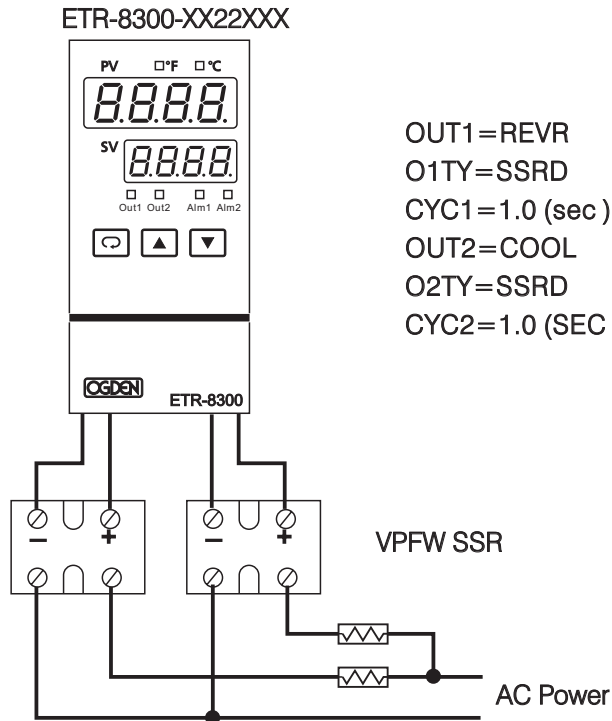 ETR-8300-XX22XXX
PV °F °C
8.8.8.8.
SV 8.8.8.8.
Out1 Out2 Alm1 Alm2
OGDEN
ETR-8300
OUT1=REVR
O1TY=SSRD
CYC1=1.0 (sec )
OUT2=COOL
O2TY=SSRD
CYC2=1.0 (SEC
− + − +
VPFW SSR
AC Power